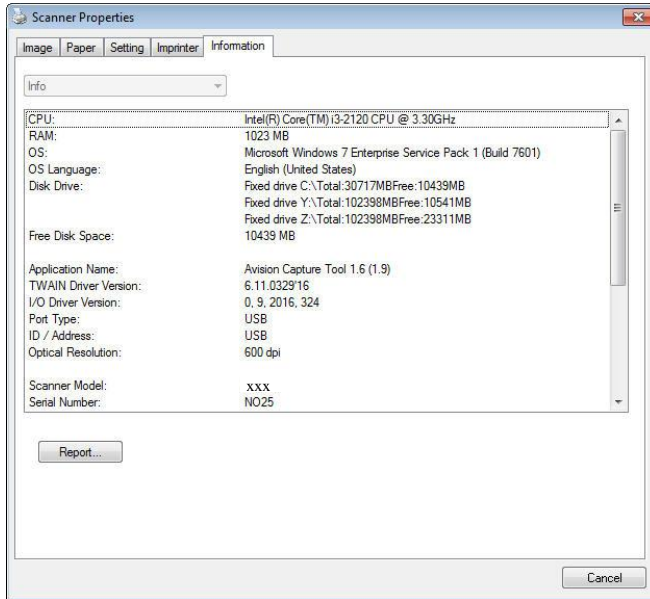 Scanner Properties
Image Paper Setting Imprinter Information
Info
CPU: Intel(R) Core(TM) i3-2120 CPU @ 3.30GHz
RAM: 1023 MB
OS: Microsoft Windows 7 Enterprise Service Pack 1 (Build 7601)
OS Language: English (United States)
Disk Drive: Fixed drive C:\Total:30717MBFree:10439MB
Fixed drive Y:\Total:102398MBFree:10541MB
Fixed drive Z:\Total:102398MBFree:23311MB
Free Disk Space: 10439 MB
Application Name: Avision Capture Tool 1.6 (1.9)
TWAIN Driver Version: 6.11.0329'16
I/O Driver Version: 0, 9, 2016, 324
Port Type: USB
ID / Address: USB
Optical Resolution: 600 dpi
Scanner Model: xxx
Serial Number: NO25
Report...
Cancel